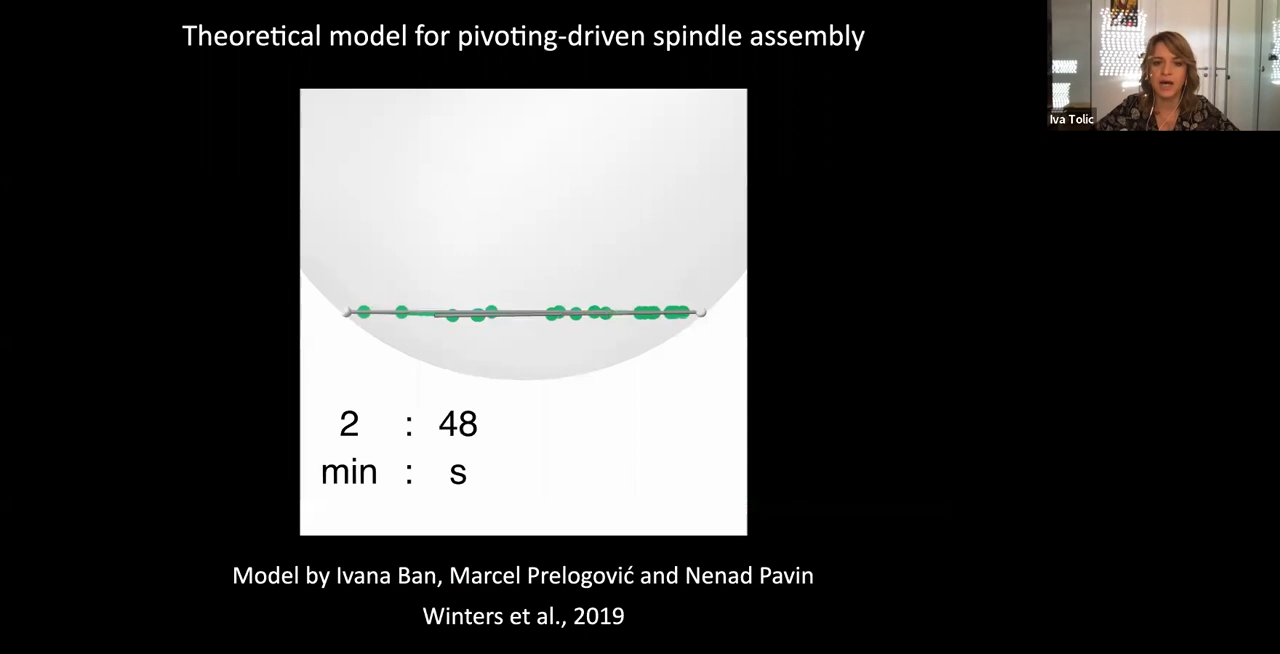 Theoretical model for pivoting-driven spindle assembly
Iva Tolic
2 : 48
min : s
Model by Ivana Ban, Marcel Prelogović and Nenad Pavin
Winters et al., 2019